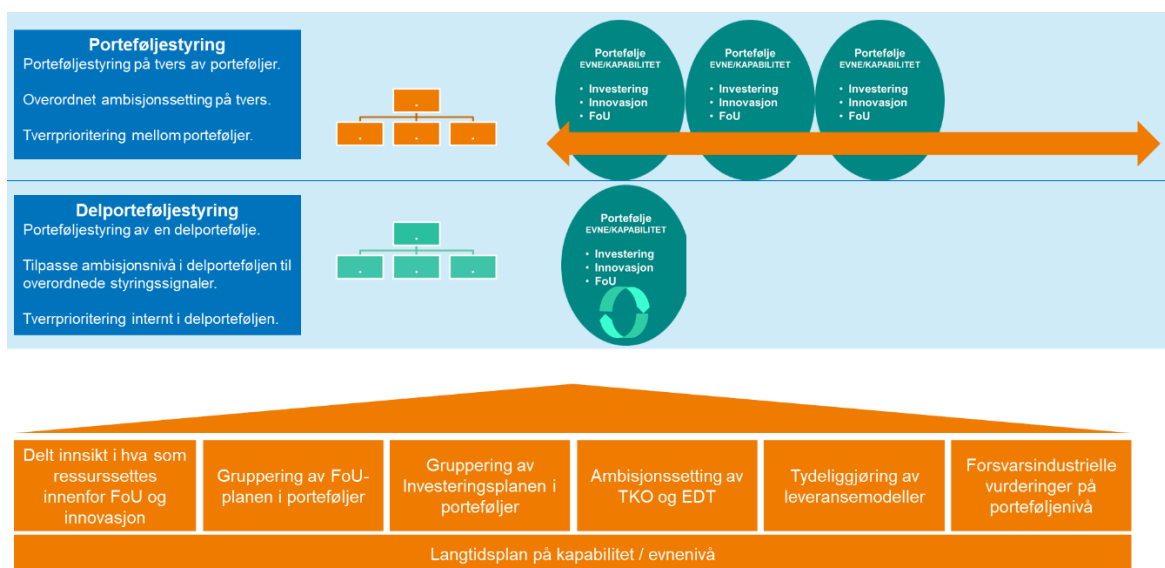 Porteføljestyring
Porteføljestyring på tvers av porteføljer.
Overordnet ambisjonssetting på tvers.
Tverrprioritering mellom porteføljer.
.
. . .
Portefølje
EVNE/KAPABILITET
• Investering
• Innovasjon
• FoU
Portefølje
EVNE/KAPABILITET
• Investering
• Innovasjon
• FoU
Portefølje
EVNE/KAPABILITET
• Investering
• Innovasjon
• FoU
Delporteføljestyring
Porteføljestyring av en delportefølje.
Tilpasse ambisjonsnivå i delporteføljen til
overordnede styringssignaler.
Tverrprioritering internt i delporteføljen.
.
. . .
Portefølje
EVNE/KAPABILITET
• Investering
• Innovasjon
• FoU
Delt innsikt i hva som
ressurssettes
innenfor FoU og
innovasjon
Gruppering av FoU-
planen i porteføljer
Gruppering av
Investeringsplanen i
porteføljer
Ambisjonssetting av
TKO og EDT
Tydeliggjøring av
leveransemodeller
Forsvarsindustrielle
vurderinger på
porteføljenivå
Langtidsplan på kapabilitet / evnenivå